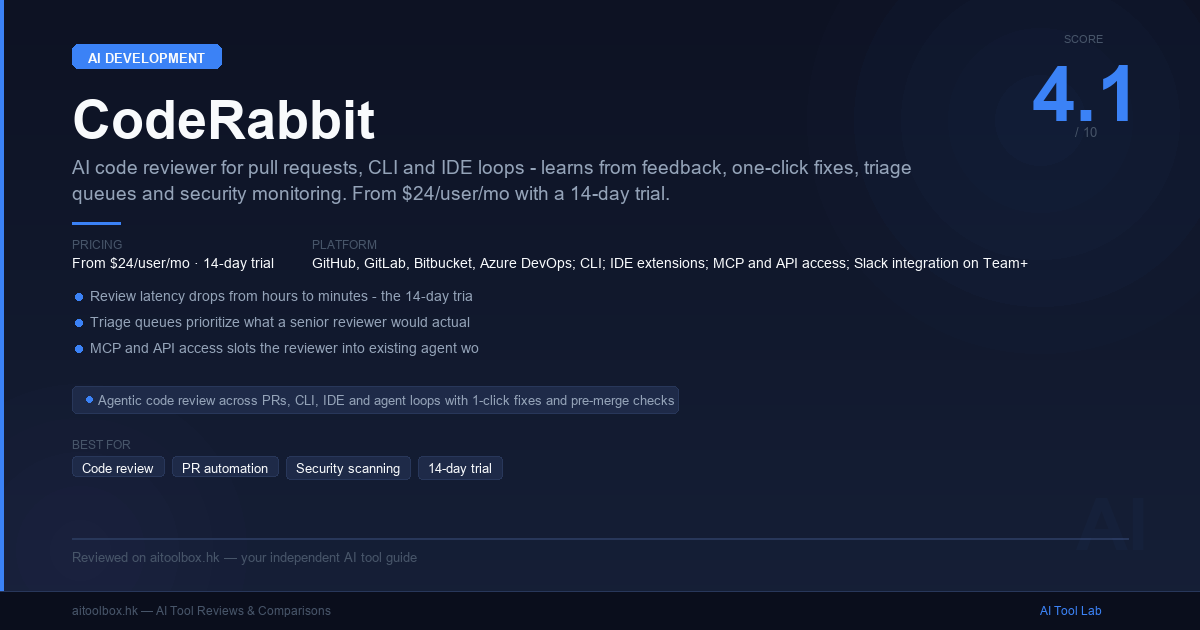 AI DEVELOPMENT
SCORE
4.1
/ 10
CodeRabbit
AI code reviewer for pull requests, CLI and IDE loops - learns from feedback, one-click fixes, triage
queues and security monitoring. From $24/user/mo with a 14-day trial.
PRICING
From $24/user/mo · 14-day trial
PLATFORM
GitHub, GitLab, Bitbucket, Azure DevOps; CLI; IDE extensions; MCP and API access; Slack integration on Team+
Review latency drops from hours to minutes - the 14-day tria
Triage queues prioritize what a senior reviewer would actual
MCP and API access slots the reviewer into existing agent wo
Agentic code review across PRs, CLI, IDE and agent loops with 1-click fixes and pre-merge checks
BEST FOR
Code review
PR automation
Security scanning
14-day trial
AI
Reviewed on aitoolbox.hk — your independent AI tool guide
aitoolbox.hk — AI Tool Reviews & Comparisons
AI Tool Lab